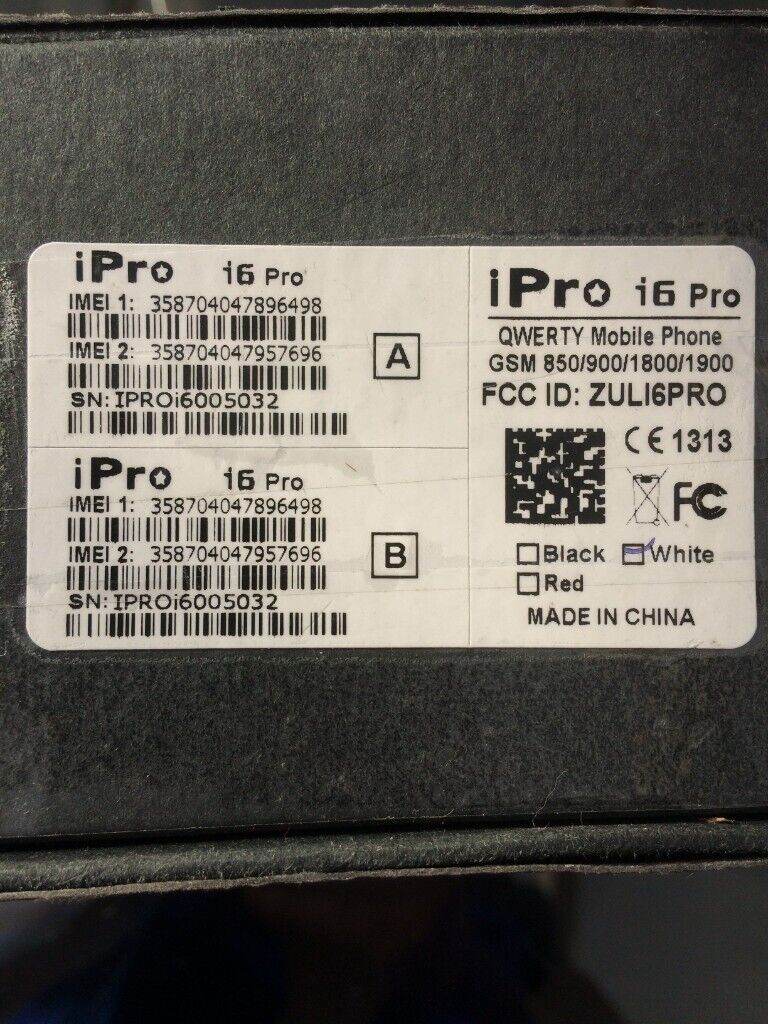 iPro i6 Pro
IMEI 1: 358704047896498
IMEI 2: 358704047957696
SN: IPROi6005032
A
iPro i6 Pro
IMEI 1: 358704047896498
IMEI 2: 358704047957696
SN: IPROi6005032
B
iPro i6 Pro
QWERTY Mobile Phone
GSM 850/900/1800/1900
FCC ID: ZULI6PRO
CE 1313
FC
Black White
Red
MADE IN CHINA